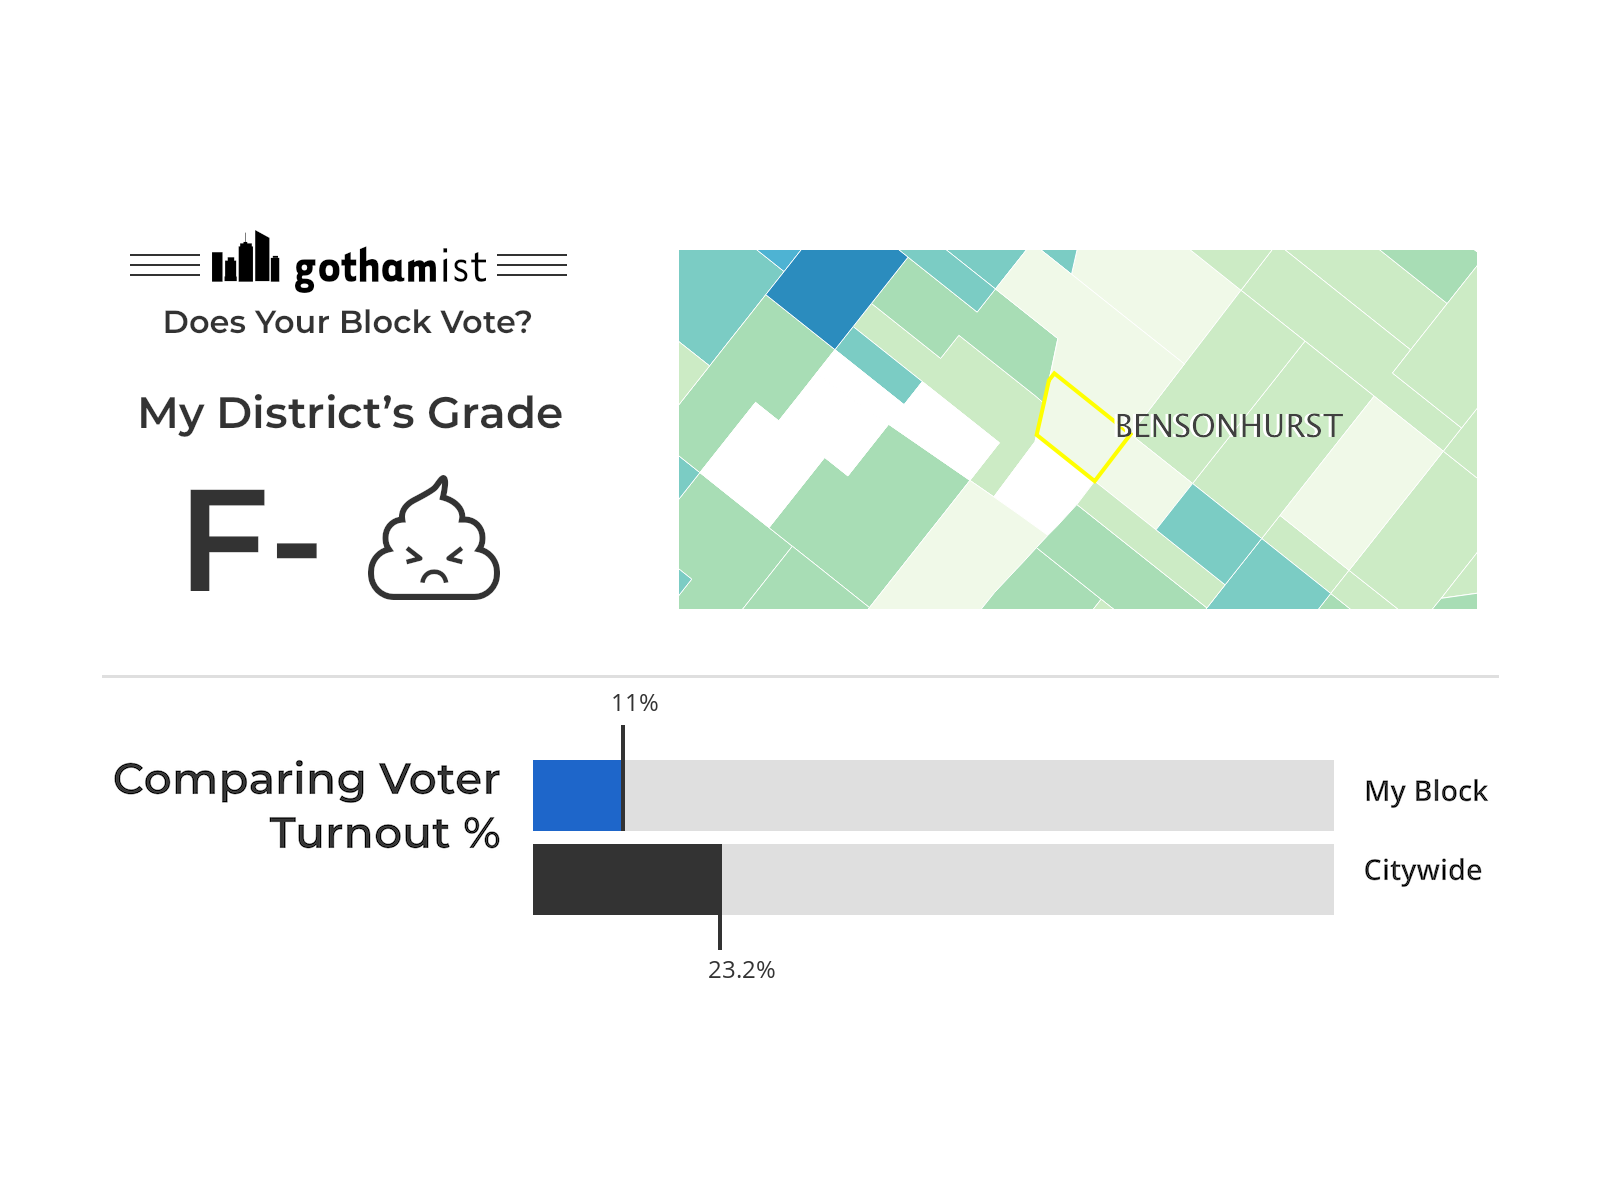 gothamist
Does Your Block Vote?
My District’s Grade
F-
BENSONHURST
11%
Comparing Voter
Turnout %
My Block
Citywide
23.2%